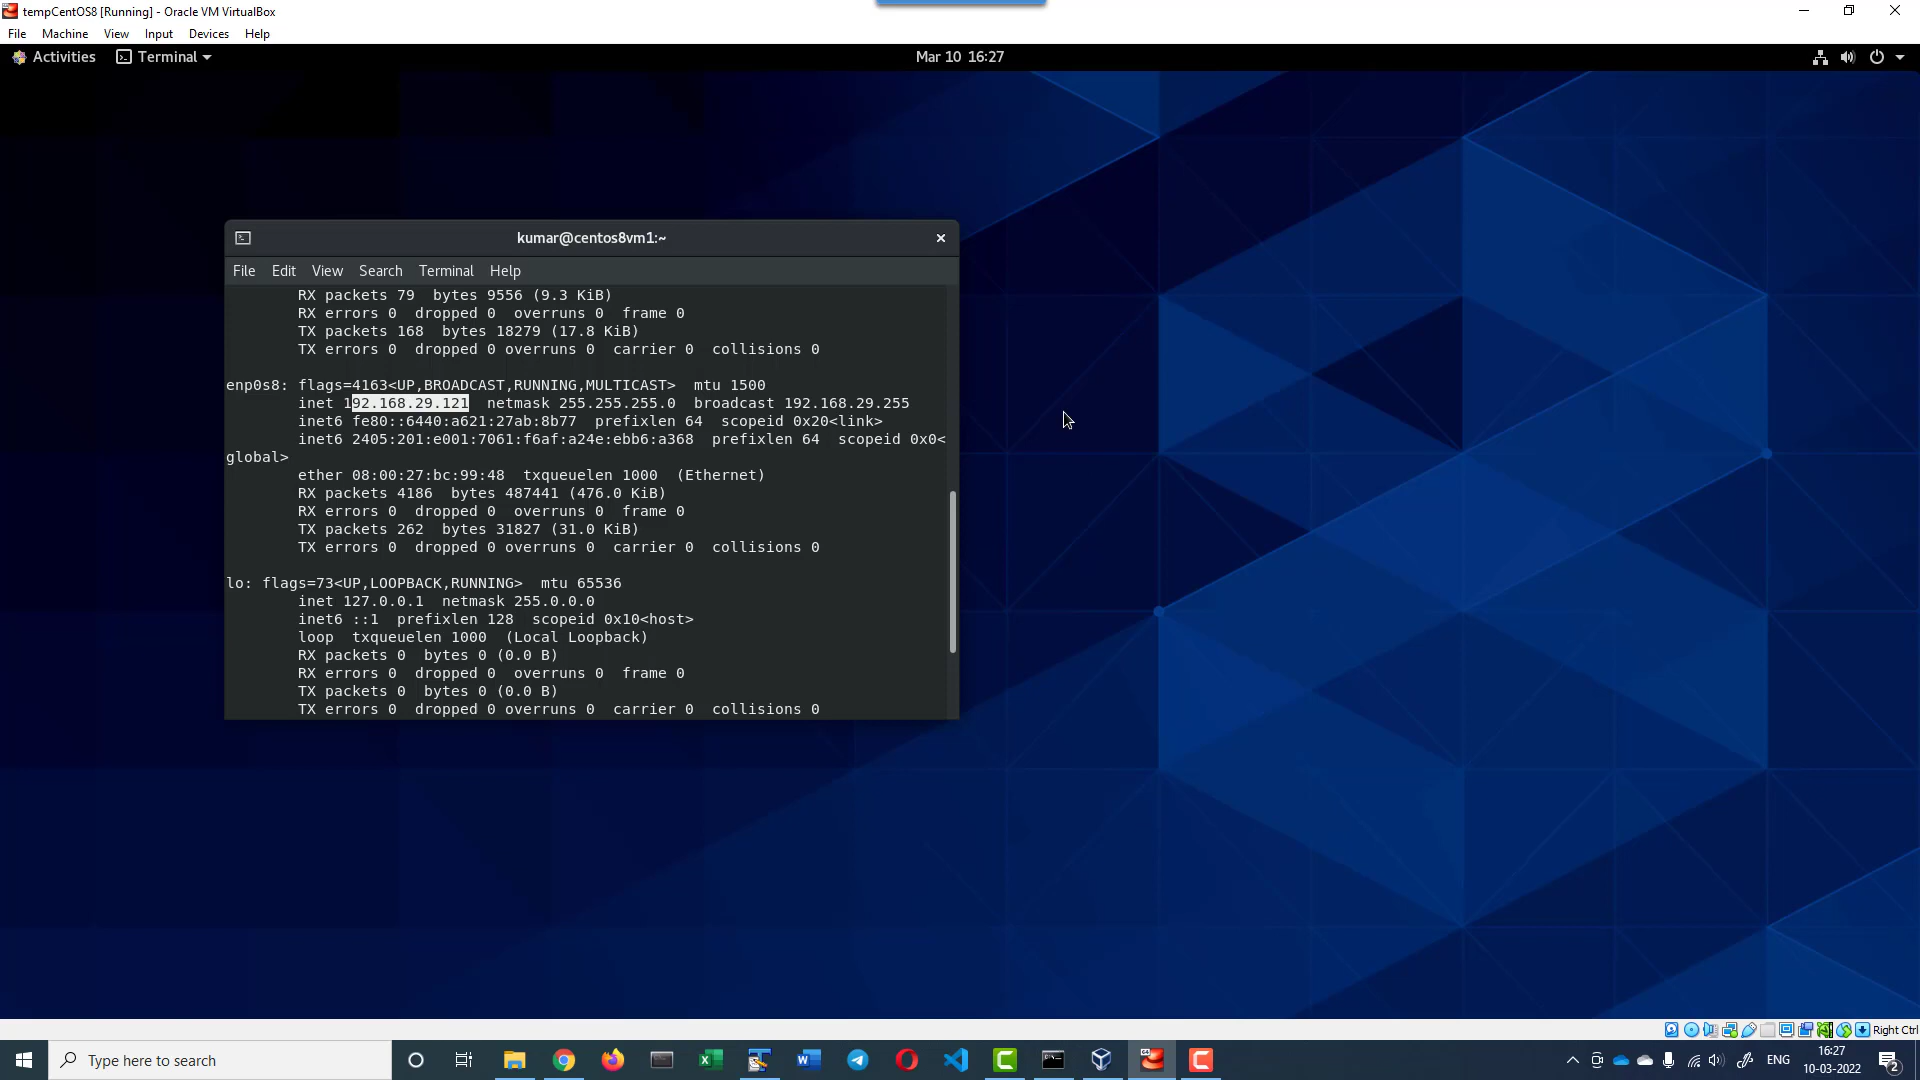 tempCentOS8 [Running] - Oracle VM VirtualBox
File Machine View Input Devices Help
Activities Terminal Mar 10 16:27
kumar@centos8vm1:~
File Edit View Search Terminal Help
RX packets 79 bytes 9556 (9.3 KiB)
RX errors 0 dropped 0 overruns 0 frame 0
TX packets 168 bytes 18279 (17.8 KiB)
TX errors 0 dropped 0 overruns 0 carrier 0 collisions 0
enp0s8: flags=4163<UP,BROADCAST,RUNNING,MULTICAST> mtu 1500
inet 192.168.29.121 netmask 255.255.255.0 broadcast 192.168.29.255
inet6 fe80::6440:a621:27ab:8b77 prefixlen 64 scopeid 0x20<link>
inet6 2405:201:e001:7061:f6af:a24e:ebb6:a368 prefixlen 64 scopeid 0x0<
global>
ether 08:00:27:bc:99:48 txqueuelen 1000 (Ethernet)
RX packets 4186 bytes 487441 (476.0 KiB)
RX errors 0 dropped 0 overruns 0 frame 0
TX packets 262 bytes 31827 (31.0 KiB)
TX errors 0 dropped 0 overruns 0 carrier 0 collisions 0
lo: flags=73<UP,LOOPBACK,RUNNING> mtu 65536
inet 127.0.0.1 netmask 255.0.0.0
inet6 ::1 prefixlen 128 scopeid 0x10<host>
loop txqueuelen 1000 (Local Loopback)
RX packets 0 bytes 0 (0.0 B)
RX errors 0 dropped 0 overruns 0 frame 0
TX packets 0 bytes 0 (0.0 B)
TX errors 0 dropped 0 overruns 0 carrier 0 collisions 0
Right Ctrl
Type here to search
ENG
16:27
10-03-2022
2